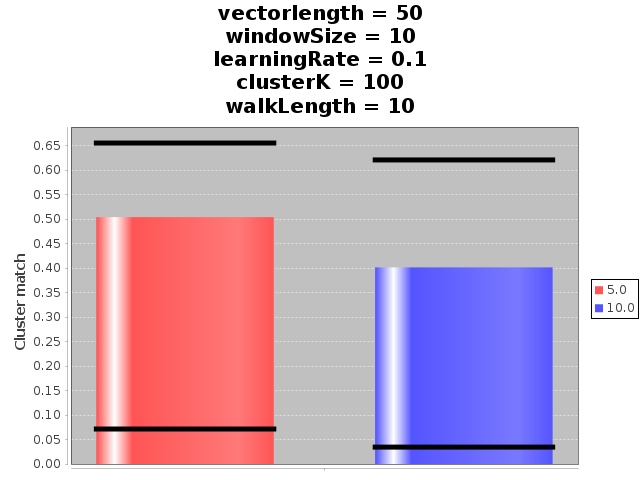 vectorlength = 50
windowSize = 10
learningRate = 0.1
clusterK = 100
walkLength = 10
Cluster match
0.65
0.60
0.55
0.50
0.45
0.40
0.35
0.30
0.25
0.20
0.15
0.10
0.05
0.00
5.0
10.0